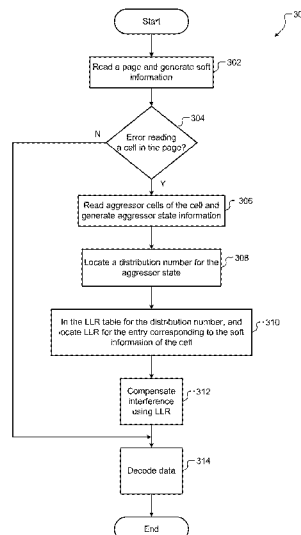 Start
Read a page and generate soft
information
302
304
Error reading
a cell in the page?
N
Y
Read aggressor cells of the cell and
generate aggressor state information
306
Locate a distribution number for the
aggressor state
308
In the LLR table for the distribution number, and
locate LLR for the entry corresponding to the soft
information of the cell
310
Compensate
interference
using LLR
312
Decode data
314
End